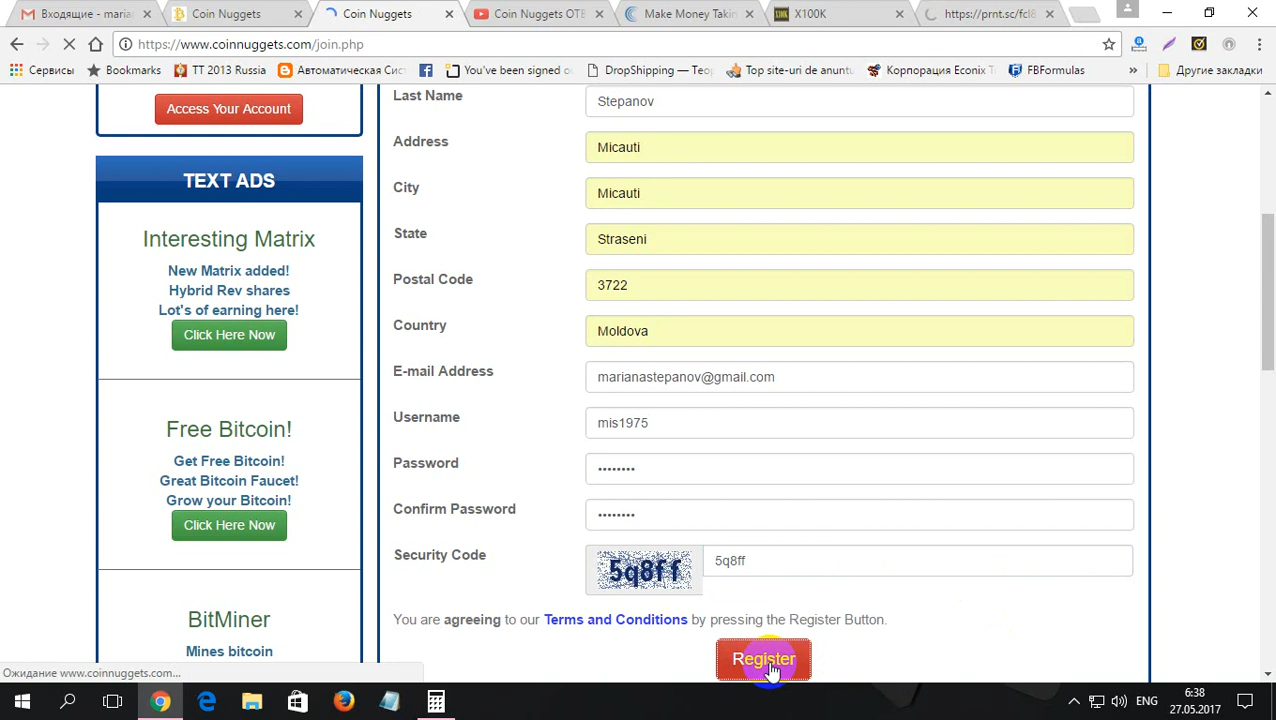 Входящие - maria
Coin Nuggets
Coin Nuggets
Coin Nuggets ОТЕ
Make Money Takin
X100K
https://prnt.sc/fcl8
https://www.coinnuggets.com/join.php
Сервисы
Bookmarks
TT 2013 Russia
Автоматическая Сис
You've been signed o
DropShipping — Теор
Top site-uri de anuntu
Корпорация Econix Т
FBFormulas
»
Другие закладки
Access Your Account
TEXT ADS
Interesting Matrix
New Matrix added!
Hybrid Rev shares
Lot's of earning here!
Click Here Now
Free Bitcoin!
Get Free Bitcoin!
Great Bitcoin Faucet!
Grow your Bitcoin!
Click Here Now
BitMiner
Mines bitcoin
Last Name
Stepanov
Address
Micauti
City
Micauti
State
Straseni
Postal Code
3722
Country
Moldova
E-mail Address
marianastepanov@gmail.com
Username
mis1975
Password
••••••••
Confirm Password
••••••••
Security Code
5q8ff
5q8ff
You are agreeing to our Terms and Conditions by pressing the Register Button.
Register
Ожидание www.coinnuggets.com...
ENG
6:38
27.05.2017